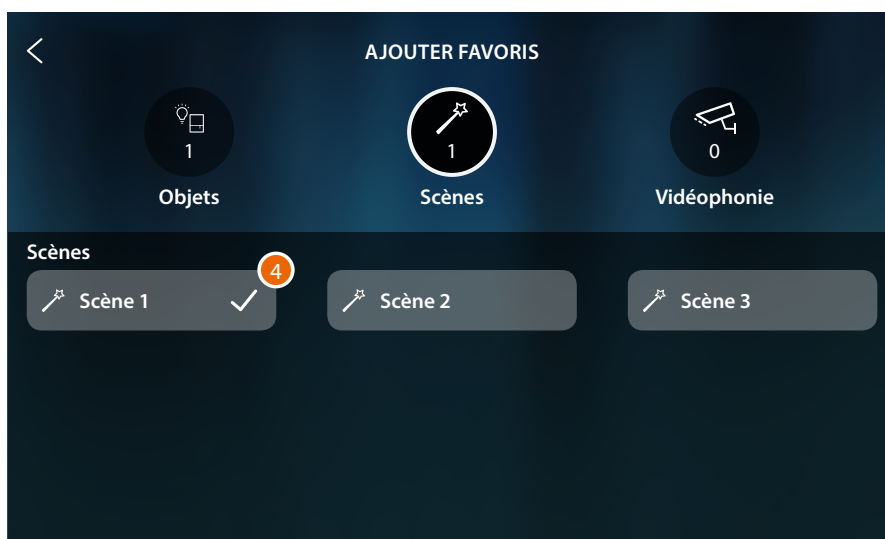 AJOUTER FAVORIS
1
1
0
Objets
Scènes
Vidéophonie
Scènes
4
Scène 1
Scène 2
Scène 3